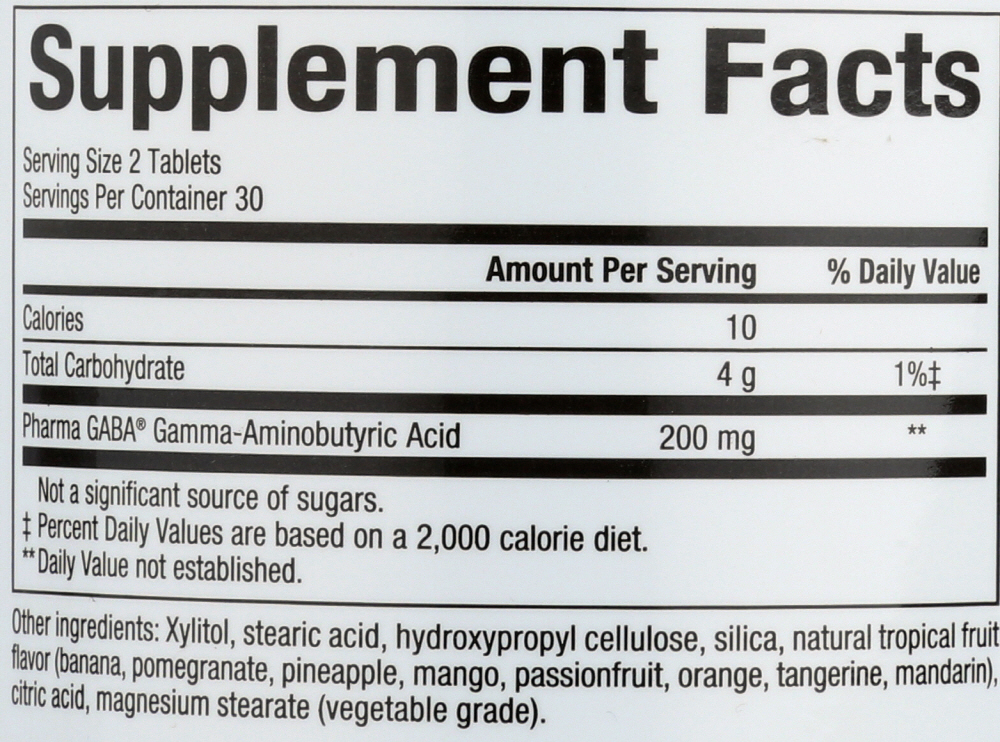 Supplement Facts
Serving Size 2 Tablets
Servings Per Container 30
Amount Per Serving % Daily Value
Calories 10
Total Carbohydrate 4 g 1%‡
Pharma GABA® Gamma-Aminobutyric Acid 200 mg **
Not a significant source of sugars.
‡ Percent Daily Values are based on a 2,000 calorie diet.
** Daily Value not established.
Other ingredients: Xylitol, stearic acid, hydroxypropyl cellulose, silica, natural tropical fruit
flavor (banana, pomegranate, pineapple, mango, passionfruit, orange, tangerine, mandarin),
citric acid, magnesium stearate (vegetable grade).